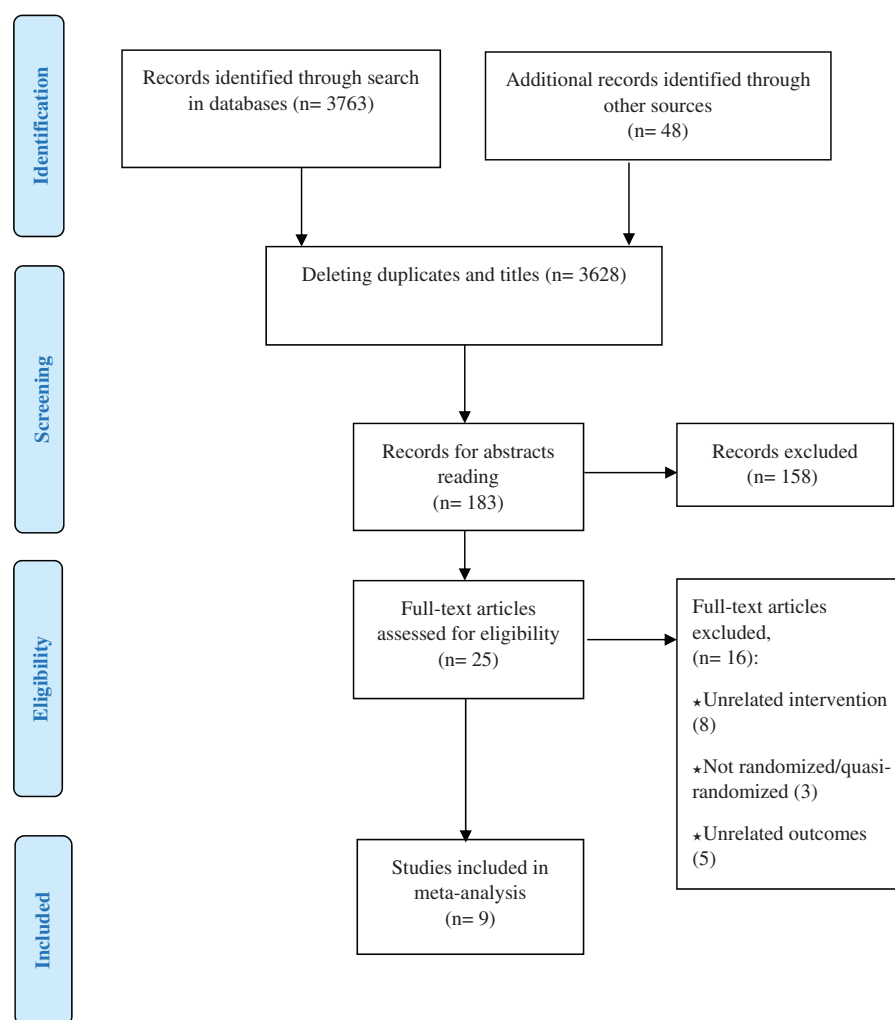 Identification
Records identified through search
in databases (n= 3763)
Additional records identified through
other sources
(n= 48)
Deleting duplicates and titles (n= 3628)
Screening
Records for abstracts
reading
(n= 183)
Records excluded
(n= 158)
Eligibility
Full-text articles
assessed for eligibility
(n= 25)
Full-text articles
excluded,
(n= 16):
★Unrelated intervention
(8)
★Not randomized/quasi-
randomized (3)
★Unrelated outcomes
(5)
Included
Studies included in
meta-analysis
(n= 9)